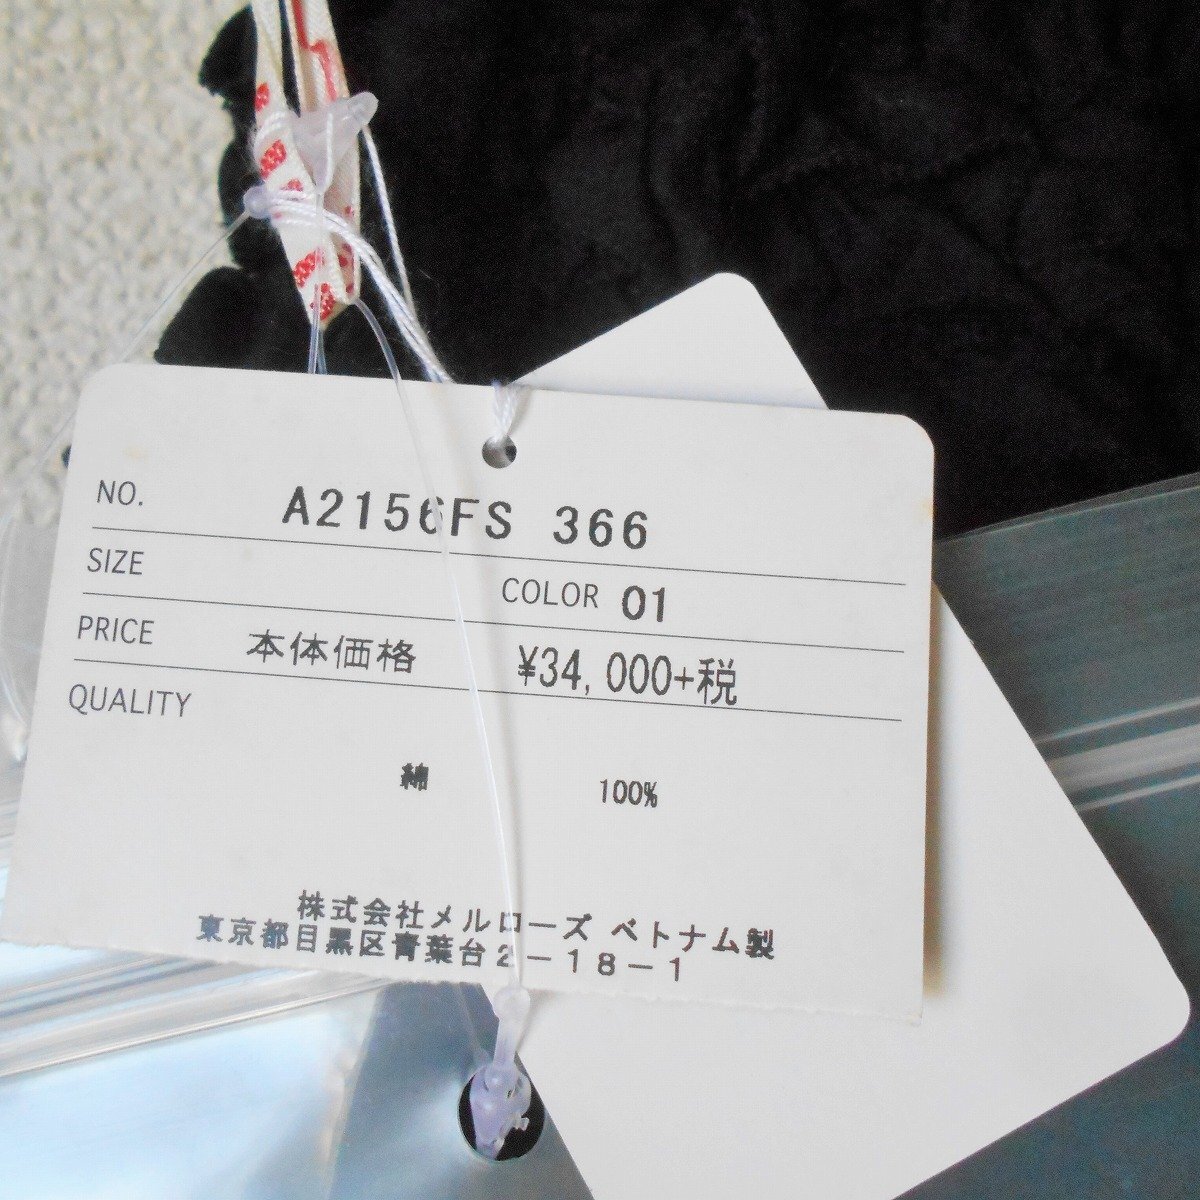 NO. A2156FS 366
SIZE COLOR 01
PRICE 本体価格 ¥34,000+税
QUALITY
綿 100%
株式会社メルローズ ベトナム製
東京都目黒区青葉台2-18-1